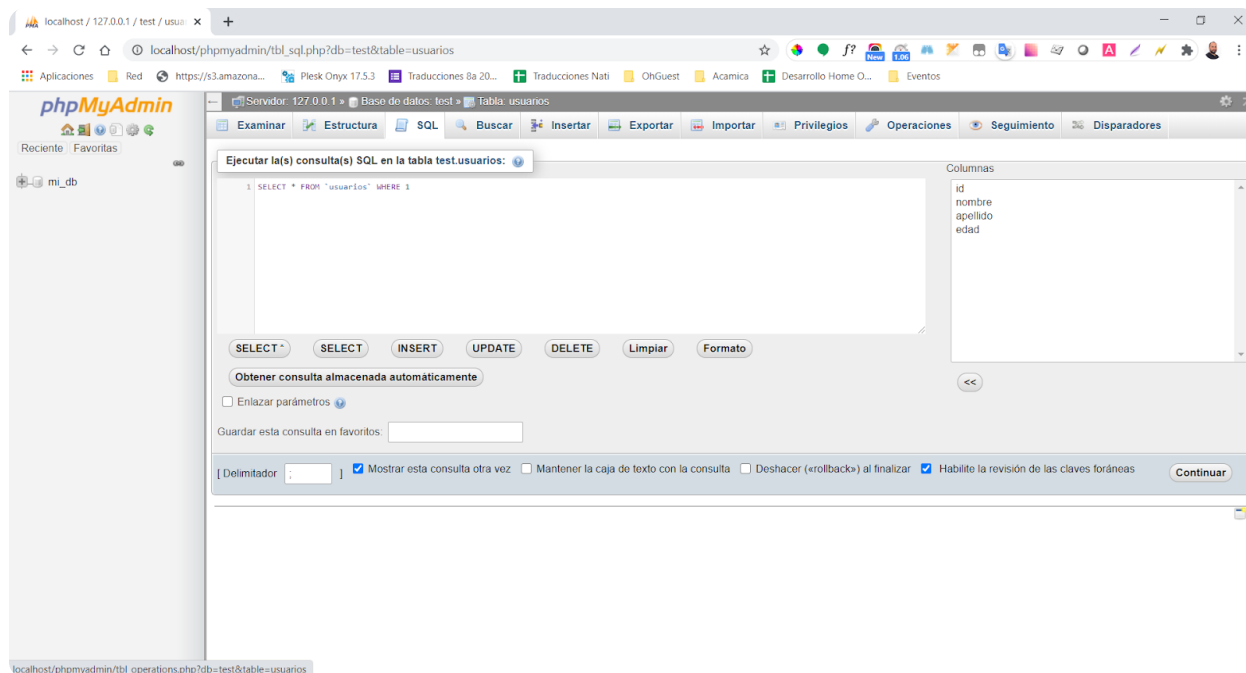 localhost / 127.0.0.1 / test / usua
localhost/phpmyadmin/tbl_sql.php?db=test&table=usuarios
f?
New
1.06
A
Aplicaciones Red https://s3.amazona... Plesk Onyx 17.5.3 Traducciones 8a 20... Traducciones Nati OhGuest Acamica Desarrollo Home O... Eventos
phpMyAdmin
Reciente Favoritas
mi_db
Servidor: 127.0.0.1 » Base de datos: test » Tabla: usuarios
Examinar Estructura SQL Buscar Insertar Exportar Importar Privilegios Operaciones Seguimiento Disparadores
Ejecutar la(s) consulta(s) SQL en la tabla test.usuarios:
1 SELECT * FROM `usuarios` WHERE 1
Columnas
id
nombre
apellido
edad
SELECT* SELECT INSERT UPDATE DELETE Limpiar Formato
Obtener consulta almacenada automáticamente
<<
Enlazar parámetros
Guardar esta consulta en favoritos:
[ Delimitador ; ] Mostrar esta consulta otra vez Mantener la caja de texto con la consulta Deshacer («rollback») al finalizar Habilite la revisión de las claves foráneas Continuar
localhost/phpmyadmin/tbl_operations.php?db=test&table=usuarios